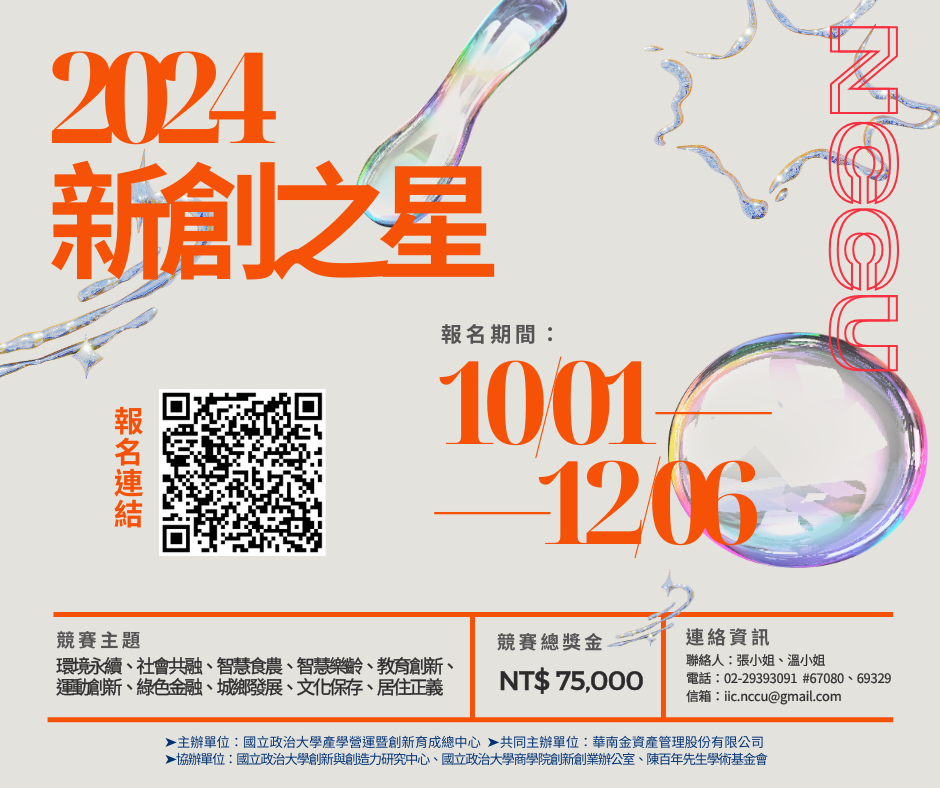 2024
新創之星
NCCU
報名期間：
10/01
12/06
報名連結
競賽主題
環境永續、社會共融、智慧食農、智慧樂齡、教育創新、
運動創新、綠色金融、城鄉發展、文化保存、居住正義
競賽總獎金
NT$ 75,000
連絡資訊
聯絡人：張小姐、溫小姐
電話：02-29393091 #67080、69329
信箱：iic.nccu@gmail.com
➤主辦單位：國立政治大學產學營運暨創新育成總中心 ➤共同主辦單位：華南金資產管理股份有限公司
➤協辦單位：國立政治大學創新與創造力研究中心、國立政治大學商學院創新創業辦公室、陳百年先生學術基金會